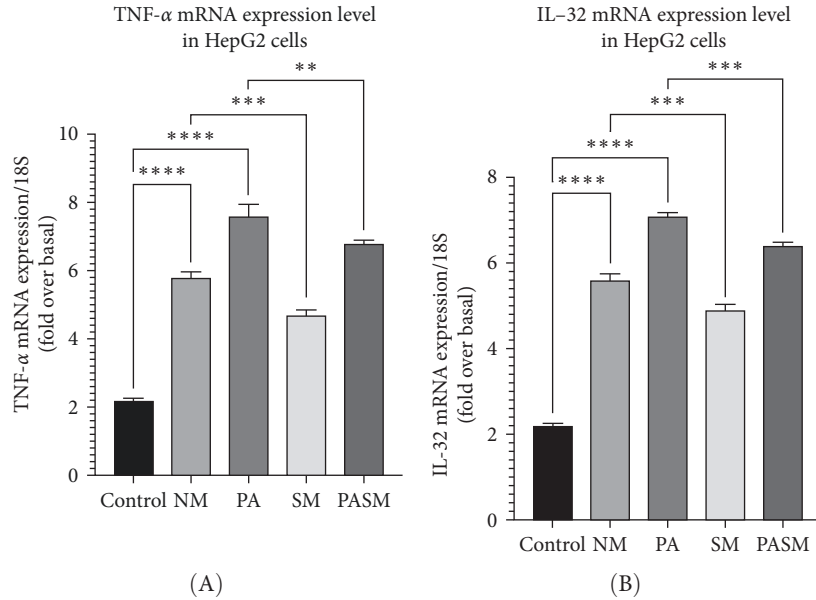 TNF-α mRNA expression level
in HepG2 cells
**
***
****
****
TNF-α mRNA expression/18S
(fold over basal)
10
8
6
4
2
0
Control NM PA SM PASM
(A)
IL–32 mRNA expression level
in HepG2 cells
***
***
****
****
IL-32 mRNA expression/18S
(fold over basal)
8
6
4
2
0
Control NM PA SM PASM
(B)